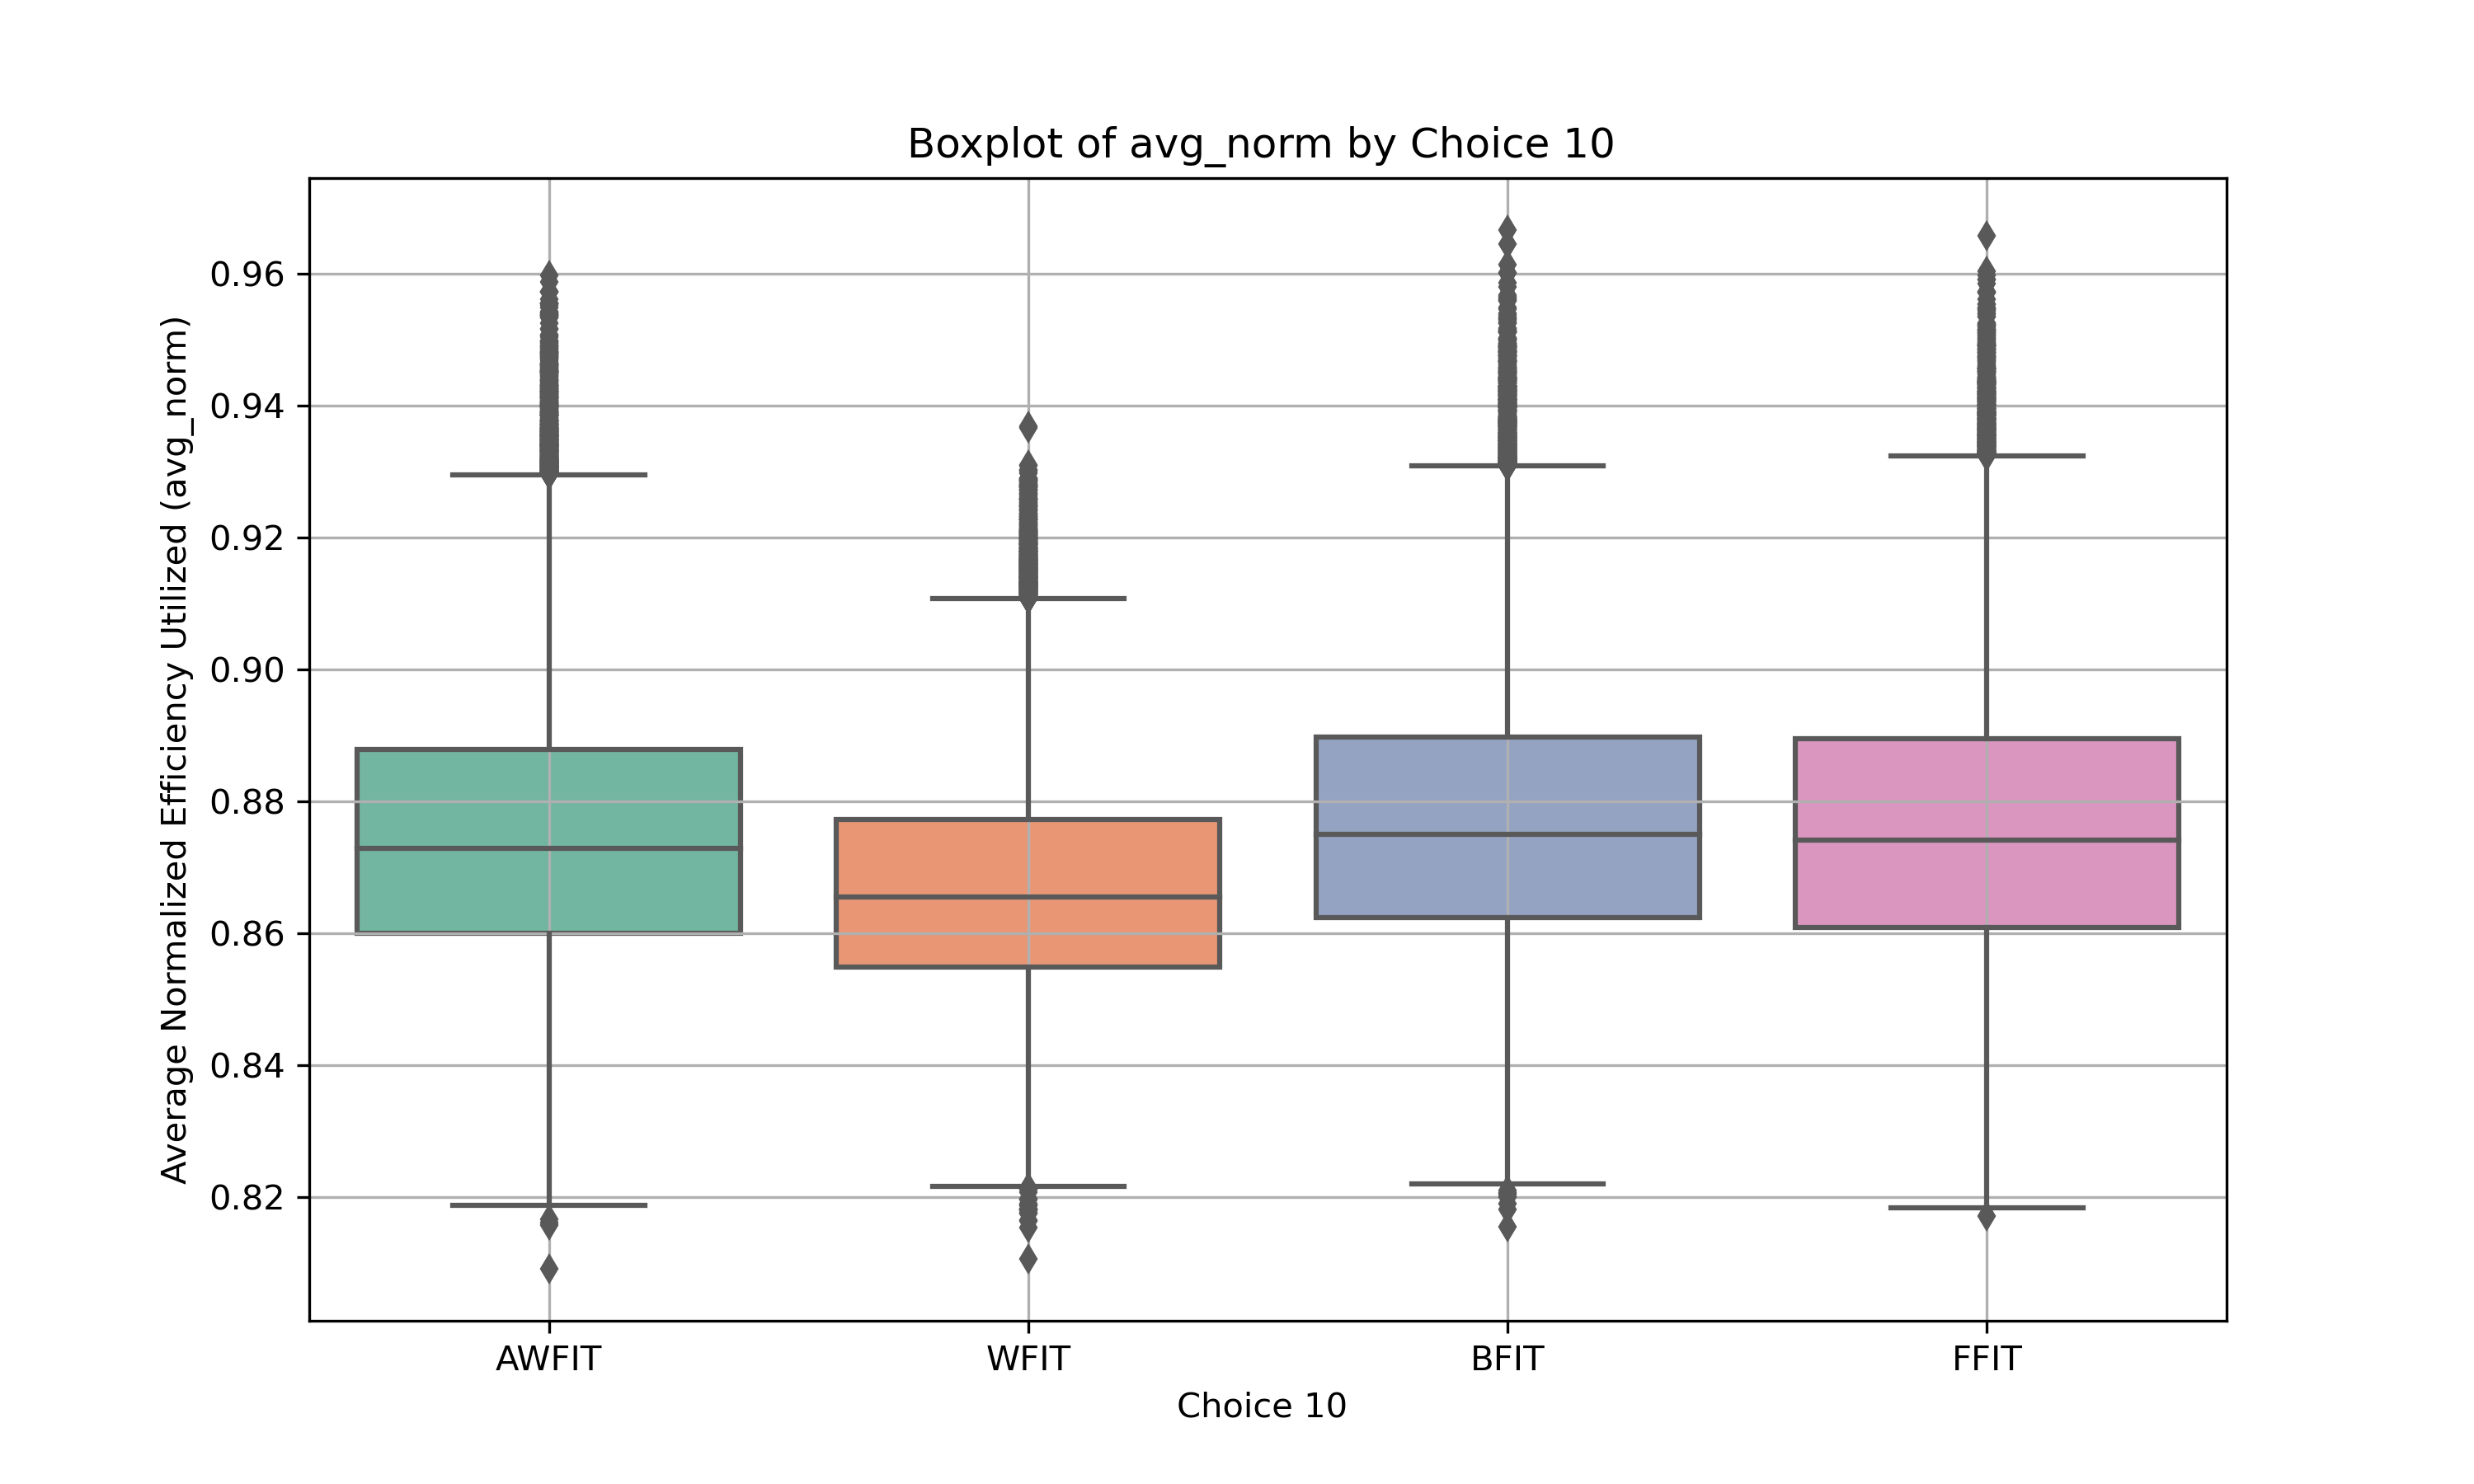 Boxplot of avg_norm by Choice 10
Average Normalized Efficiency Utilized (avg_norm)
0.96
0.94
0.92
0.90
0.88
0.86
0.84
0.82
AWFIT WFIT BFIT FFIT
Choice 10